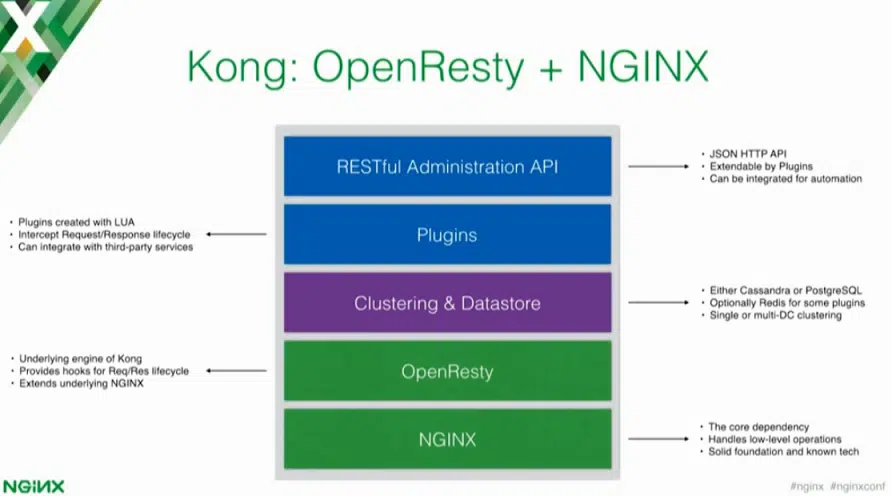 Kong: OpenResty + NGINX
RESTful Administration API
• JSON HTTP API
• Extendable by Plugins
• Can be integrated for automation
• Plugins created with LUA
• Intercept Request/Response lifecycle
• Can integrate with third-party services
Plugins
Clustering & Datastore
• Either Cassandra or PostgreSQL
• Optionally Redis for some plugins
• Single or multi-DC clustering
• Underlying engine of Kong
• Provides hooks for Req/Res lifecycle
• Extends underlying NGINX
OpenResty
NGINX
• The core dependency
• Handles low-level operations
• Solid foundation and known tech
NGINX
#nginx #nginxconf